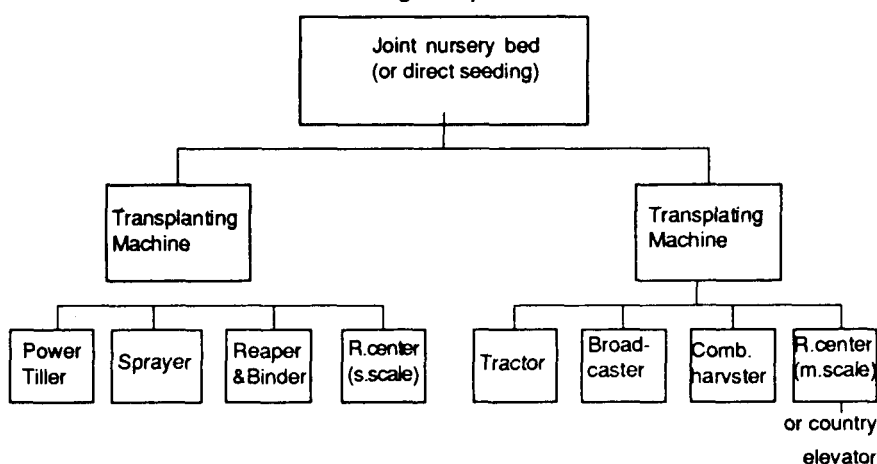 Joint nursery bed
(or direct seeding)
Transplanting
Machine
Transplating
Machine
Power
Tiller
Sprayer
Reaper
&Binder
R.center
(s.scale)
Tractor
Broad-
caster
Comb.
harvster
R.center
(m.scale)
or country
elevator